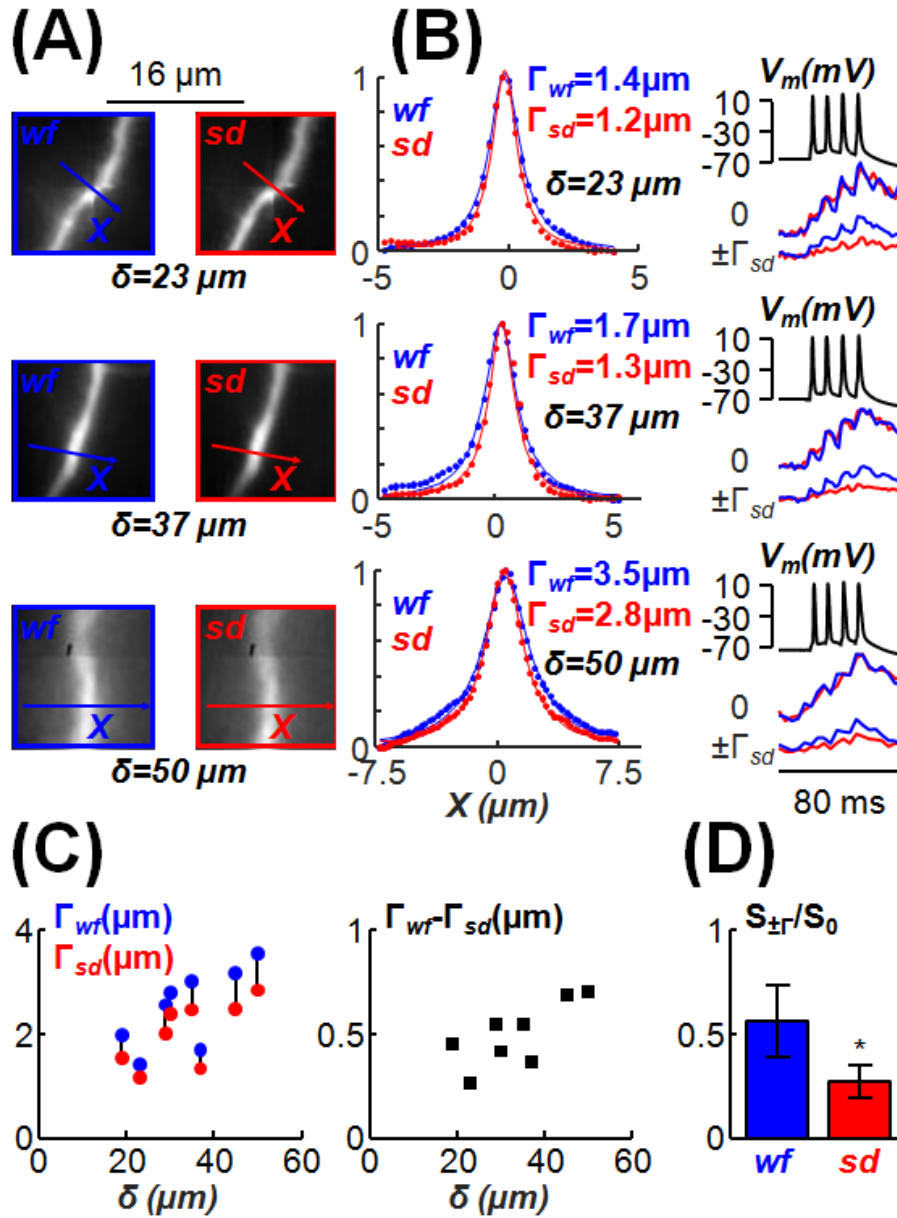 (A)
16 μm
wf
X
sd
X
δ=23 μm
wf
X
sd
X
δ=37 μm
wf
X
sd
X
δ=50 μm
(B)
1
0
-5
0
5
wf
sd
Γwf=1.4μm
Γsd=1.2μm
δ=23 μm
Vm(mV)
10
-30
-70
0
±Γsd
1
0
-5
0
5
wf
sd
Γwf=1.7μm
Γsd=1.3μm
δ=37 μm
Vm(mV)
10
-30
-70
0
±Γsd
1
0
-7.5
0
7.5
X (μm)
wf
sd
Γwf=3.5μm
Γsd=2.8μm
δ=50 μm
Vm(mV)
10
-30
-70
0
±Γsd
80 ms
(C)
4
2
0
0
20
40
60
δ (μm)
Γwf(μm)
Γsd(μm)
Γwf-Γsd(μm)
1
0.5
0
0
20
40
60
δ (μm)
(D)
S±Γ/S0
1
0.5
0
*
wf
sd